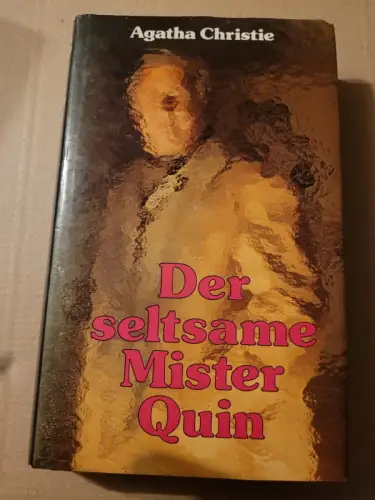 Agatha Christie
Der
seltsame
Mister
Quin